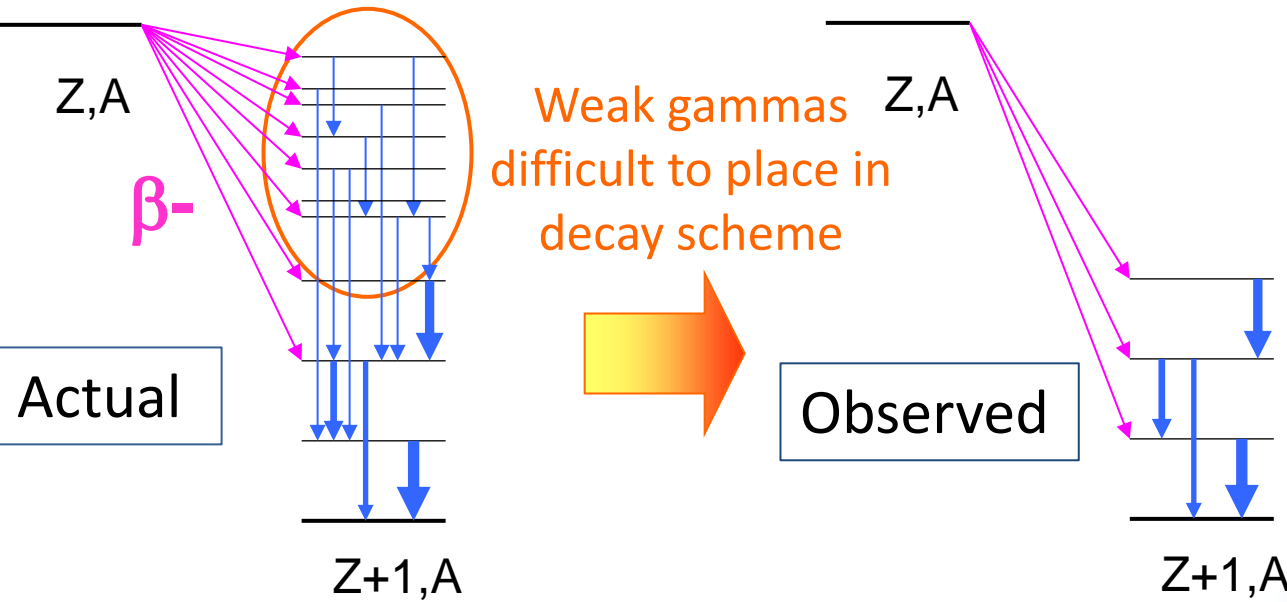 Z,A
β-
Actual
Z+1,A
Weak gammas
difficult to place in
decay scheme
Z,A
Observed
Z+1,A